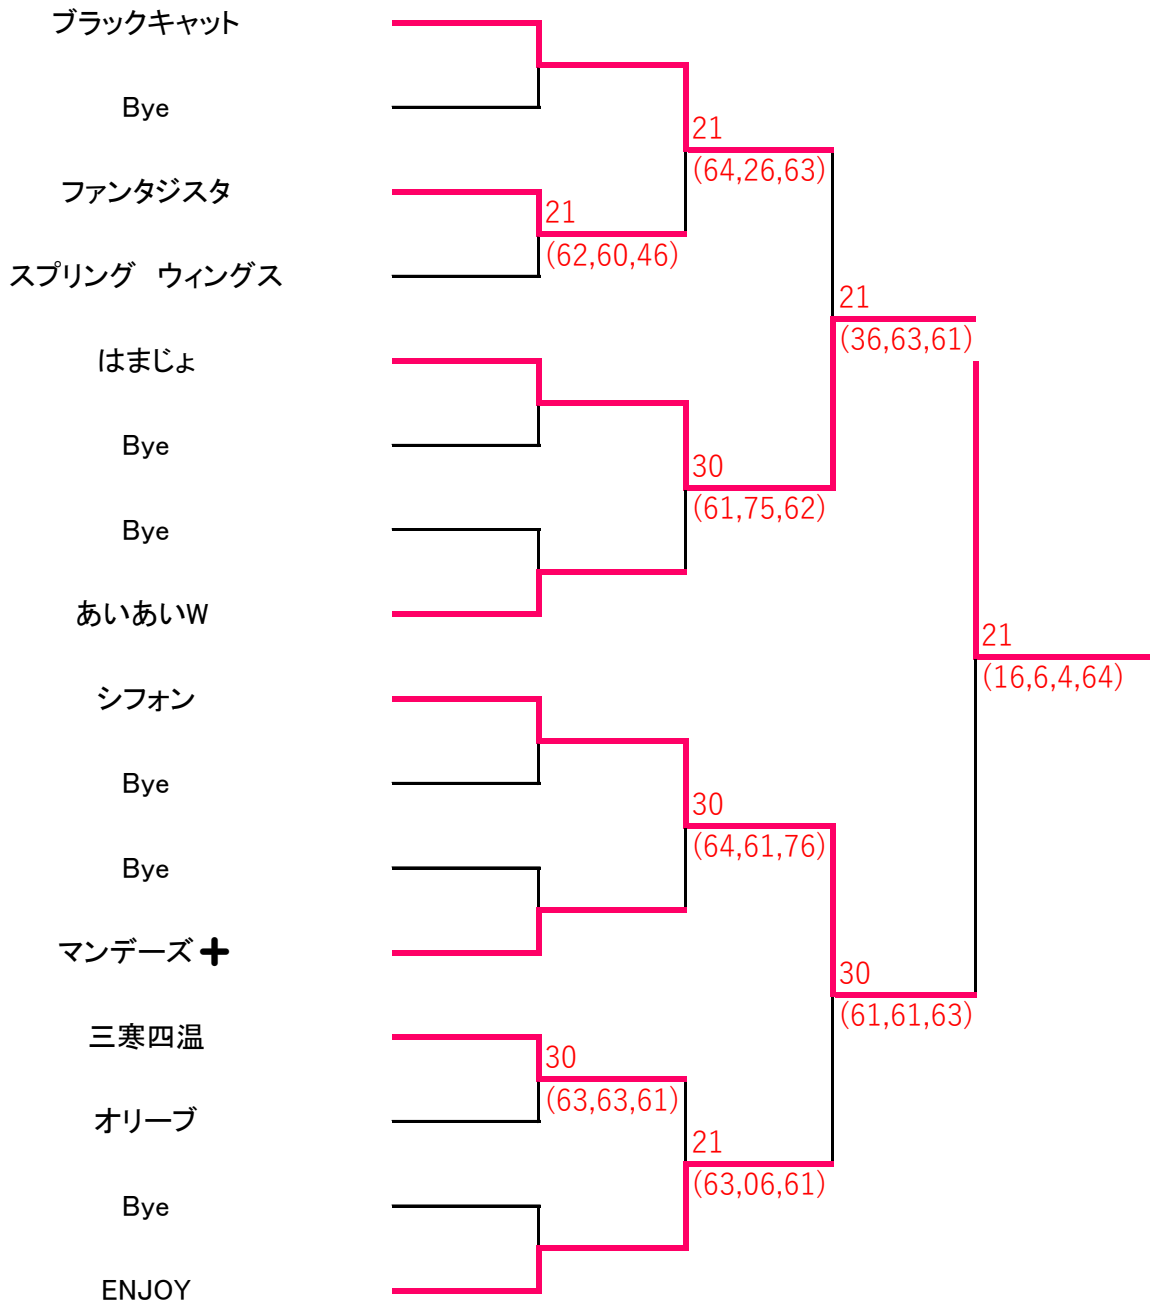 ブラックキャット
Bye
21
(64,26,63)
ファンタジスタ
21
(62,60,46)
スプリング　ウィングス
21
(36,63,61)
はまじょ
Bye
30
(61,75,62)
Bye
あいあいW
21
(16,6,4,64)
シフォン
Bye
30
(64,61,76)
Bye
マンデーズ➕
30
(61,61,63)
三寒四温
30
(63,63,61)
オリーブ
21
(63,06,61)
Bye
ENJOY